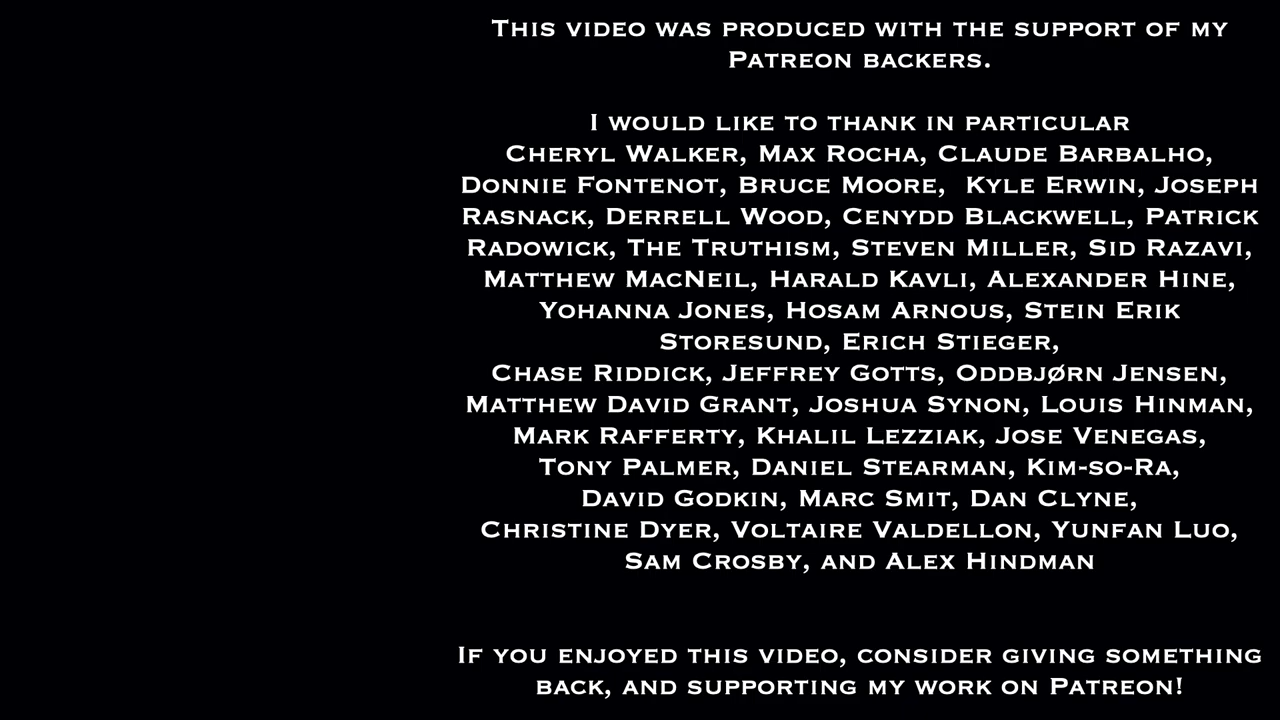 This video was produced with the support of my
Patreon backers.
I would like to thank in particular
Cheryl Walker, Max Rocha, Claude Barbalho,
Donnie Fontenot, Bruce Moore,  Kyle Erwin, Joseph
Rasnack, Derrell Wood, Cenydd Blackwell, Patrick
Radowick, The Truthism, Steven Miller, Sid Razavi,
Matthew MacNeil, Harald Kavli, Alexander Hine,
Yohanna Jones, Hosam Arnous, Stein Erik
Storesund, Erich Stieger,
Chase Riddick, Jeffrey Gotts, Oddbjørn Jensen,
Matthew David Grant, Joshua Synon, Louis Hinman,
Mark Rafferty, Khalil Lezziak, Jose Venegas,
Tony Palmer, Daniel Stearman, Kim-so-Ra,
David Godkin, Marc Smit, Dan Clyne,
Christine Dyer, Voltaire Valdellon, Yunfan Luo,
Sam Crosby, and Alex Hindman
If you enjoyed this video, consider giving something
back, and supporting my work on Patreon!